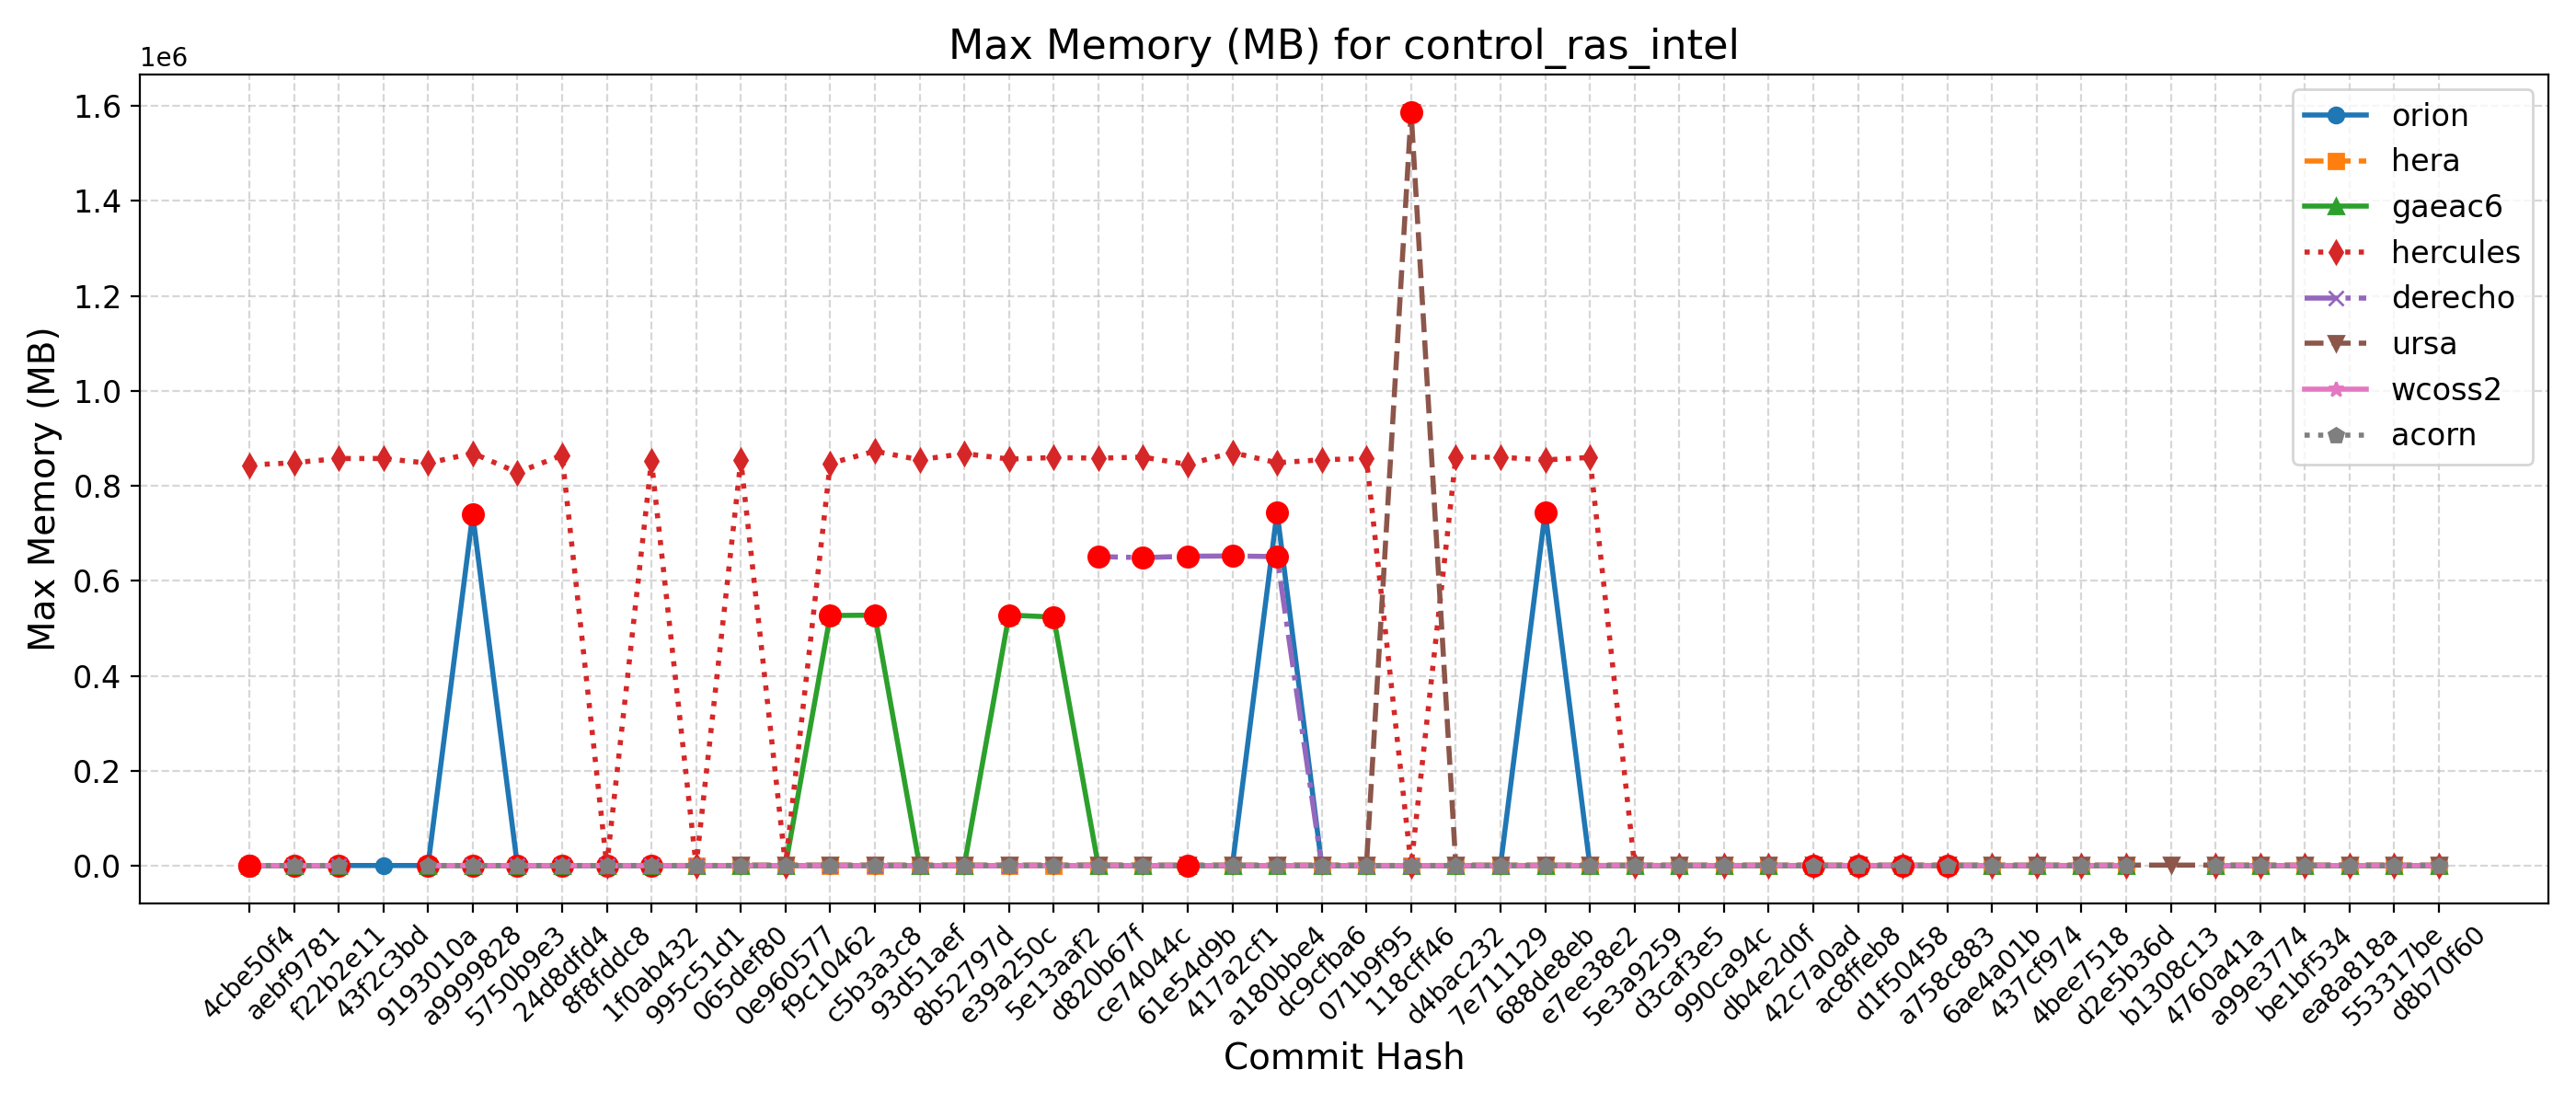 Max Memory (MB) for control_ras_intel
1e6
1.6
1.4
1.2
1.0
0.8
0.6
0.4
0.2
0.0
Max Memory (MB)
orion
hera
gaeac6
hercules
derecho
ursa
wcoss2
acorn
4cbe50f4
aebf9781
f22b2e11
43f2c3bd
9193010a
a9999828
5750b9e3
24d8dfd4
8f8fddc8
1f0ab432
995c51d1
065def80
0e960577
f9c10462
c5b3a3c8
93d51aef
8b52797d
e39a250c
5e13aaf2
d820b67f
ce74044c
61e54d9b
417a2cf1
a180bbe4
dc9cfba6
071b9f95
118cff46
d4bac232
7e711129
688de8eb
e7ee38e2
5e3a9259
d3caf3e5
990ca94c
db4e2d0f
42c7a0ad
ac8ffeb8
d1f50458
a758c883
6ae4a01b
437cf974
4bee7518
d2e5b36d
b1308c13
4760a41a
a99e3774
be1bf534
ea8a818a
553317be
d8b70f60
Commit Hash